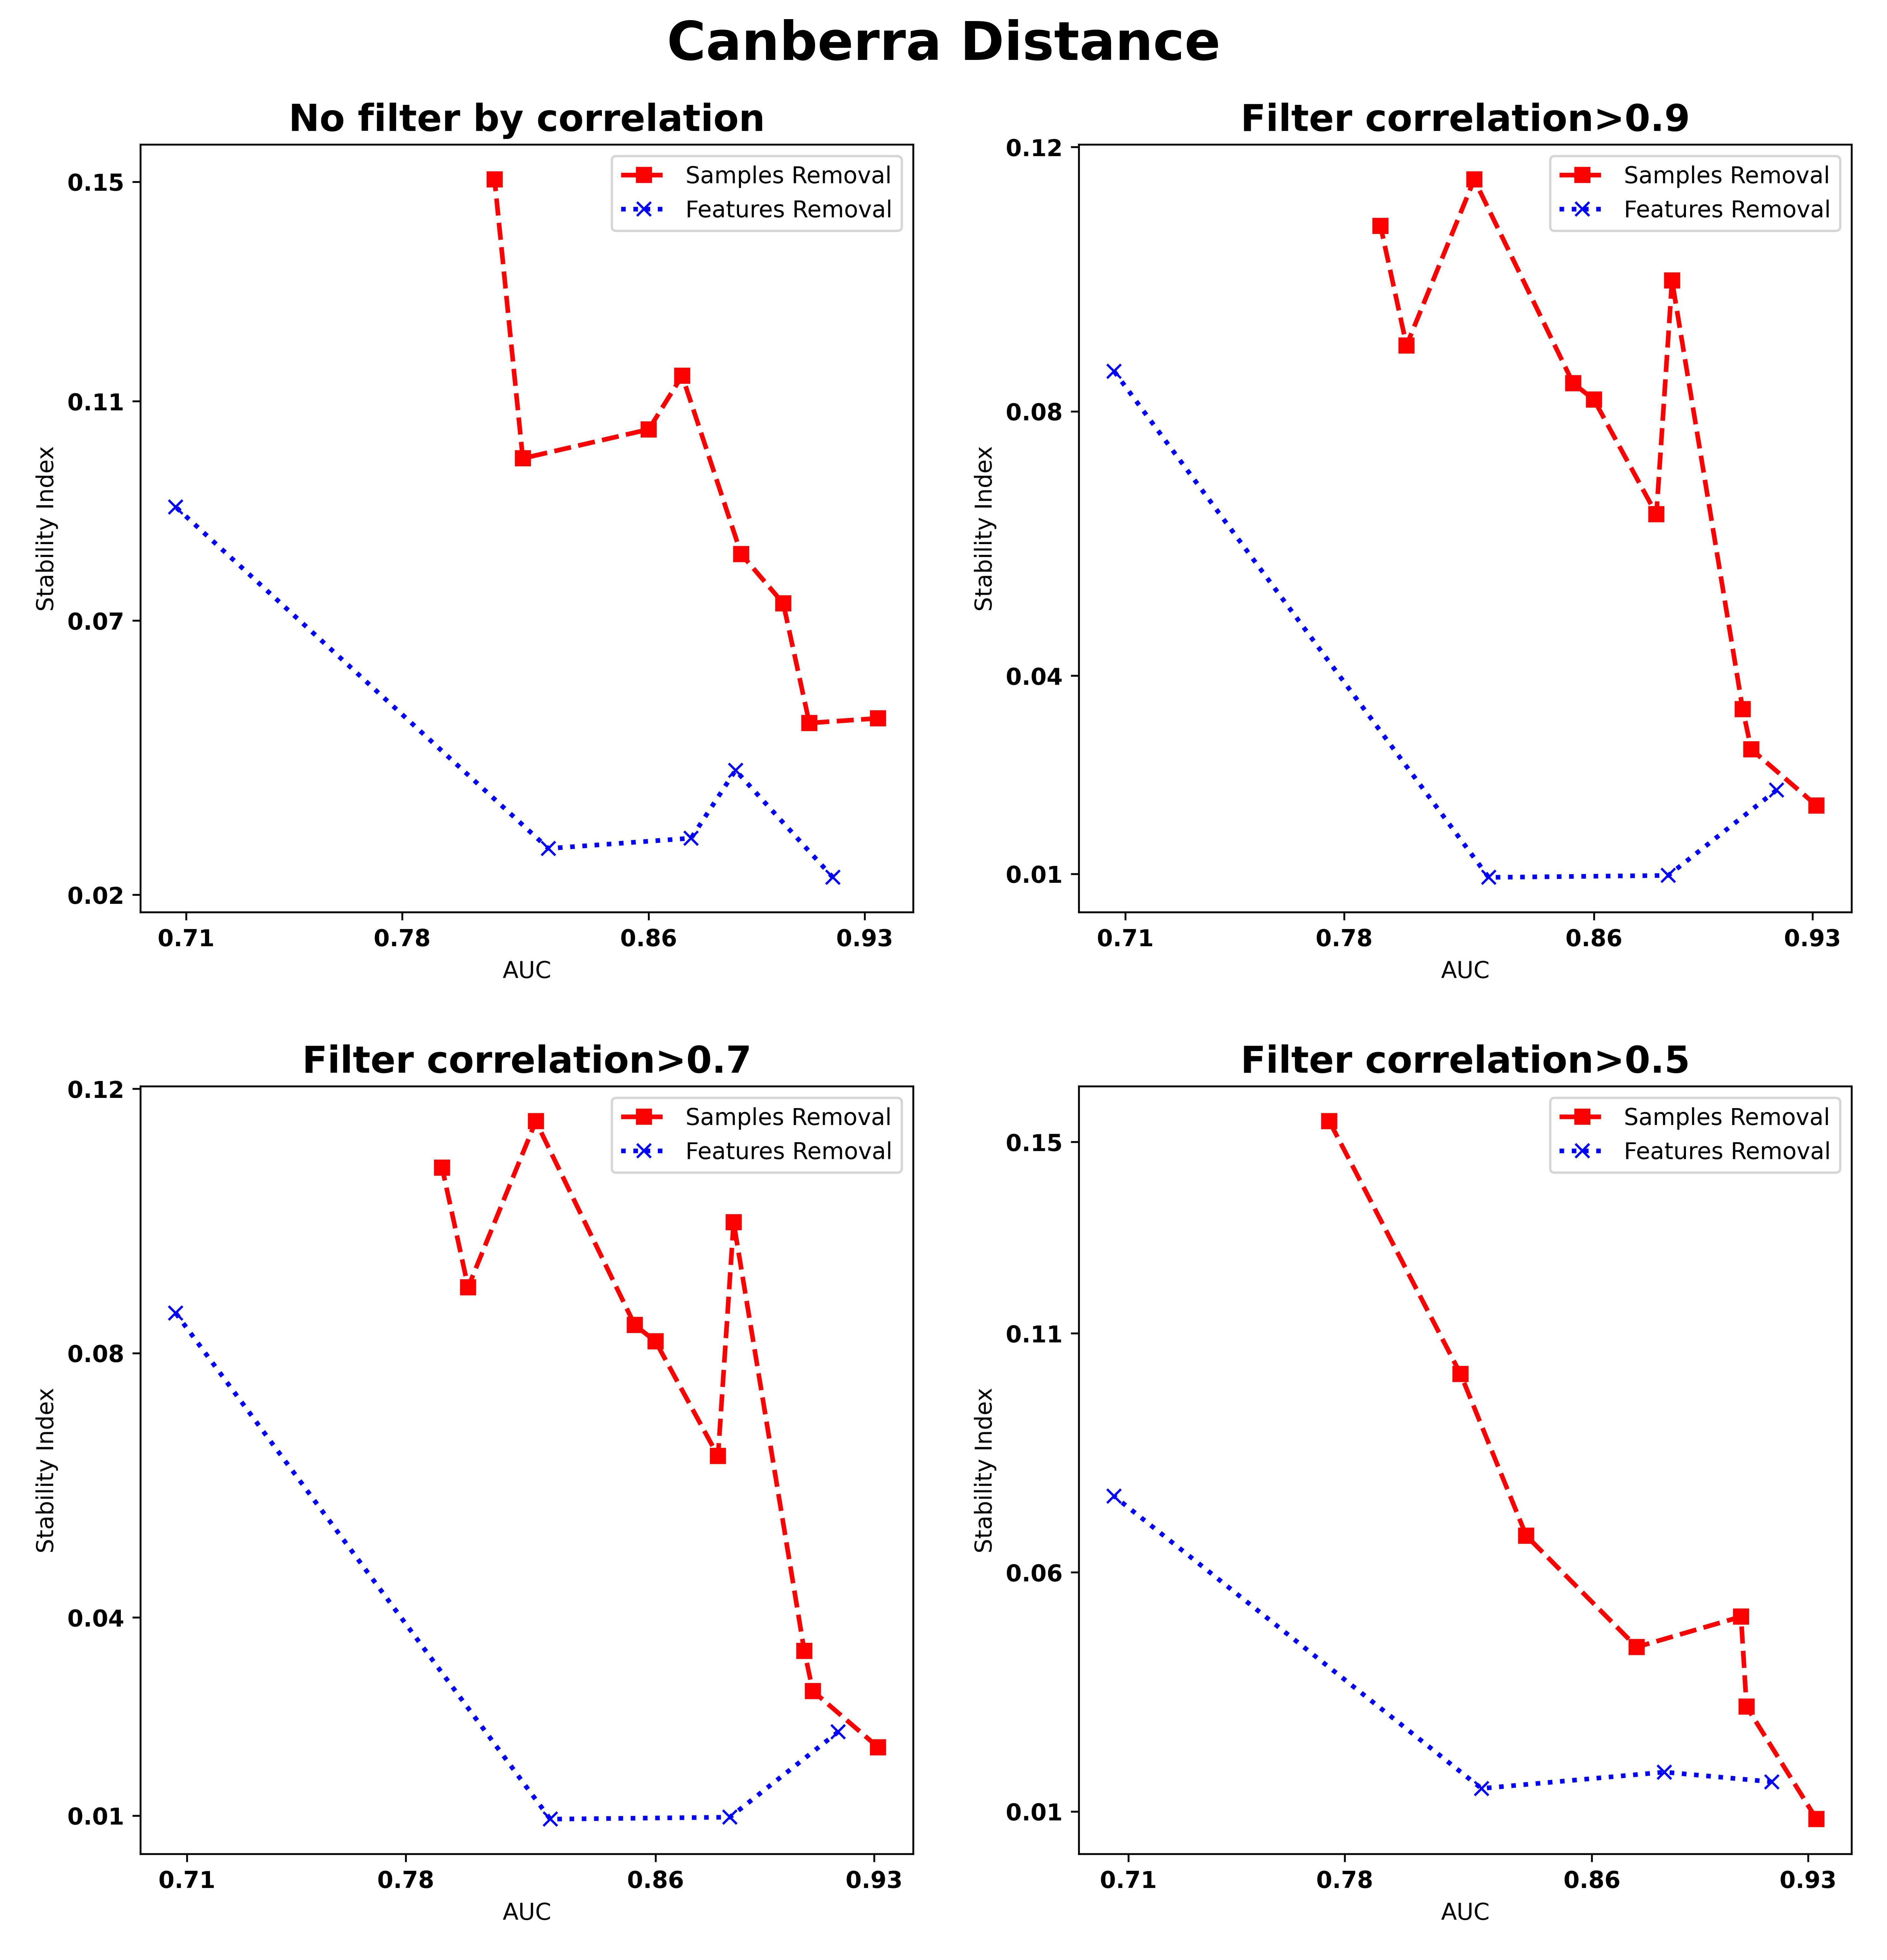 Canberra Distance
No filter by correlation
Samples Removal
Features Removal
0.15
0.11
0.07
0.02
Stability Index
0.71 0.78 0.86 0.93
AUC
Filter correlation>0.9
Samples Removal
Features Removal
0.12
0.08
0.04
0.01
Stability Index
0.71 0.78 0.86 0.93
AUC
Filter correlation>0.7
Samples Removal
Features Removal
0.12
0.08
0.04
0.01
Stability Index
0.71 0.78 0.86 0.93
AUC
Filter correlation>0.5
Samples Removal
Features Removal
0.15
0.11
0.06
0.01
Stability Index
0.71 0.78 0.86 0.93
AUC